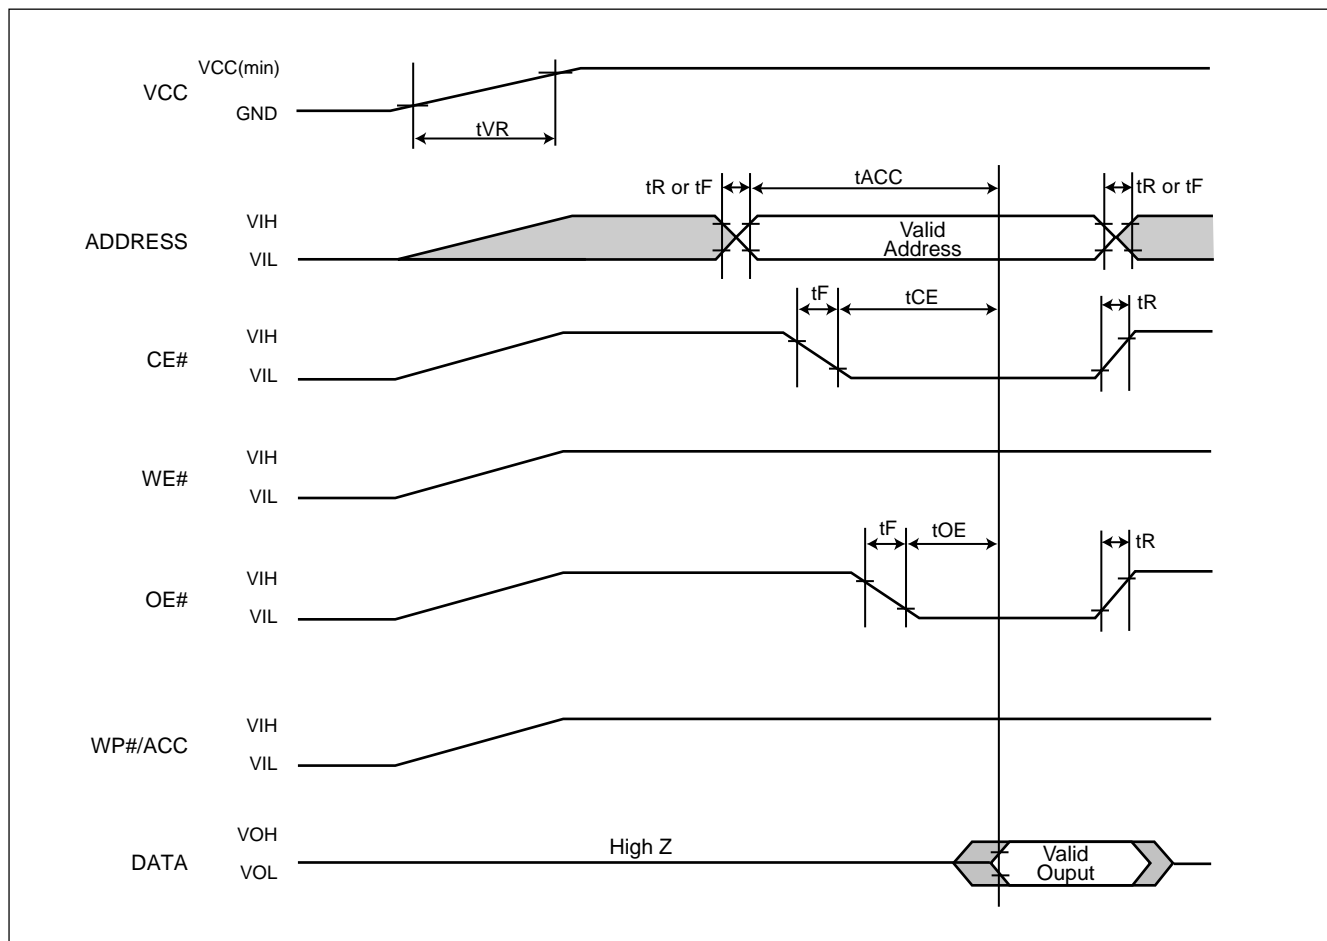 VCC(min)
VCC
GND
tVR
tR or tF
tACC
tR or tF
VIH
ADDRESS
VIL
Valid
Address
tF
tCE
tR
VIH
CE#
VIL
VIH
WE#
VIL
tF
tOE
tR
VIH
OE#
VIL
VIH
WP#/ACC
VIL
VOH
DATA
VOL
High Z
Valid
Ouput